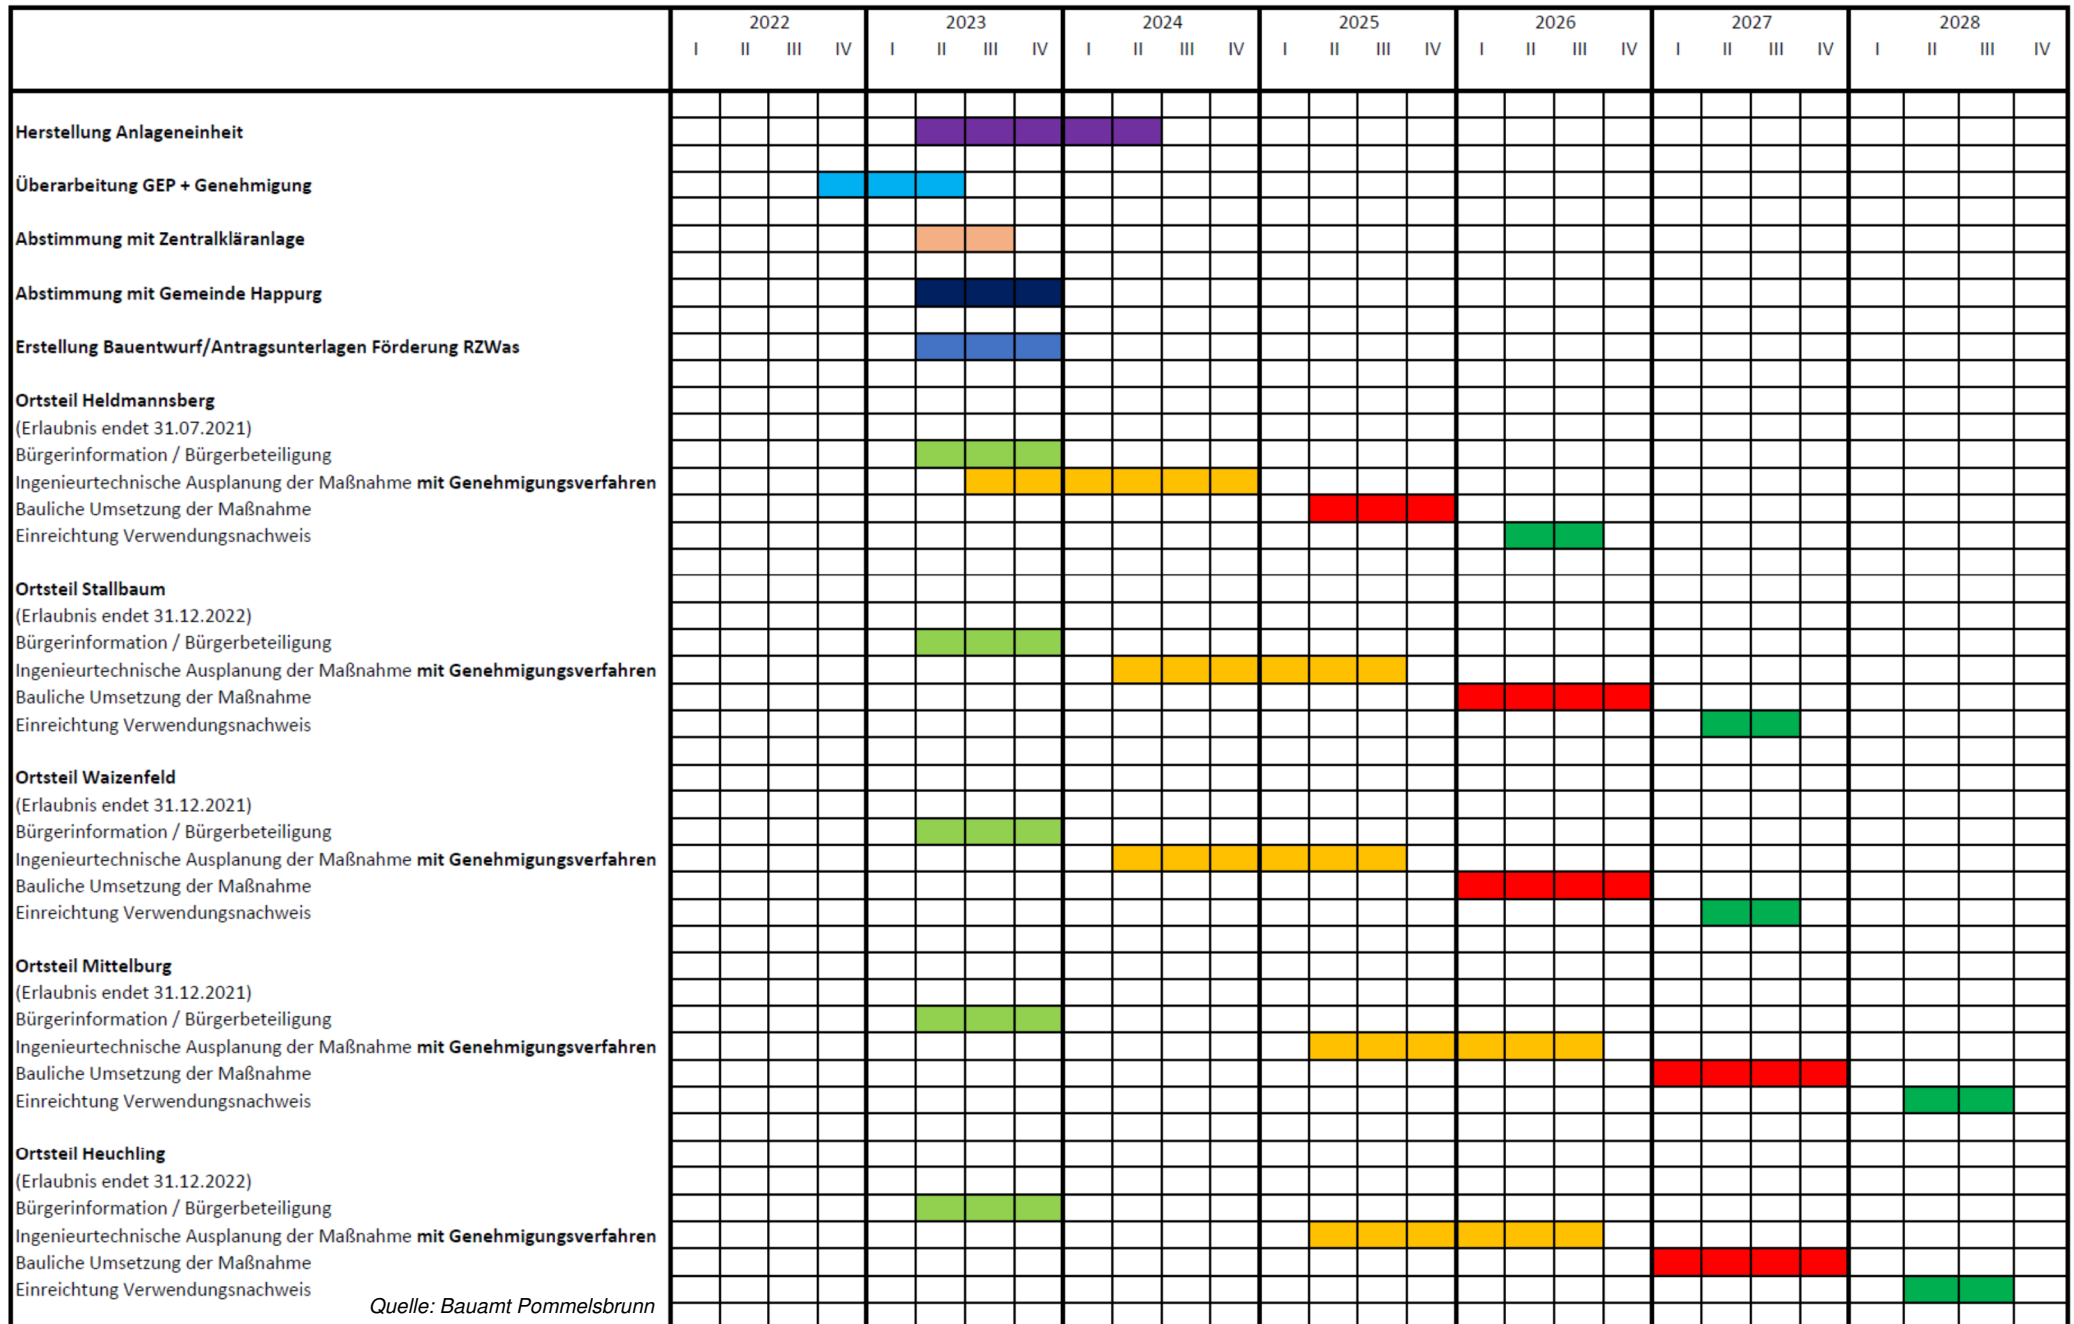 2022 2023 2024 2025 2026 2027 2028
I II III IV I II III IV I II III IV I II III IV I II III IV I II III IV I II III IV
Herstellung Anlageneinheit
Überarbeitung GEP + Genehmigung
Abstimmung mit Zentralkläranlage
Abstimmung mit Gemeinde Happurg
Erstellung Bauentwurf/Antragsunterlagen Förderung RZWas
Ortsteil Heldmannsberg
(Erlaubnis endet 31.07.2021)
Bürgerinformation / Bürgerbeteiligung
Ingenieurtechnische Ausplanung der Maßnahme mit Genehmigungsverfahren
Bauliche Umsetzung der Maßnahme
Einreichtung Verwendungsnachweis
Ortsteil Stallbaum
(Erlaubnis endet 31.12.2022)
Bürgerinformation / Bürgerbeteiligung
Ingenieurtechnische Ausplanung der Maßnahme mit Genehmigungsverfahren
Bauliche Umsetzung der Maßnahme
Einreichtung Verwendungsnachweis
Ortsteil Waizenfeld
(Erlaubnis endet 31.12.2021)
Bürgerinformation / Bürgerbeteiligung
Ingenieurtechnische Ausplanung der Maßnahme mit Genehmigungsverfahren
Bauliche Umsetzung der Maßnahme
Einreichtung Verwendungsnachweis
Ortsteil Mittelburg
(Erlaubnis endet 31.12.2021)
Bürgerinformation / Bürgerbeteiligung
Ingenieurtechnische Ausplanung der Maßnahme mit Genehmigungsverfahren
Bauliche Umsetzung der Maßnahme
Einreichtung Verwendungsnachweis
Ortsteil Heuchling
(Erlaubnis endet 31.12.2022)
Bürgerinformation / Bürgerbeteiligung
Ingenieurtechnische Ausplanung der Maßnahme mit Genehmigungsverfahren
Bauliche Umsetzung der Maßnahme
Einreichtung Verwendungsnachweis
Quelle: Bauamt Pommelsbrunn